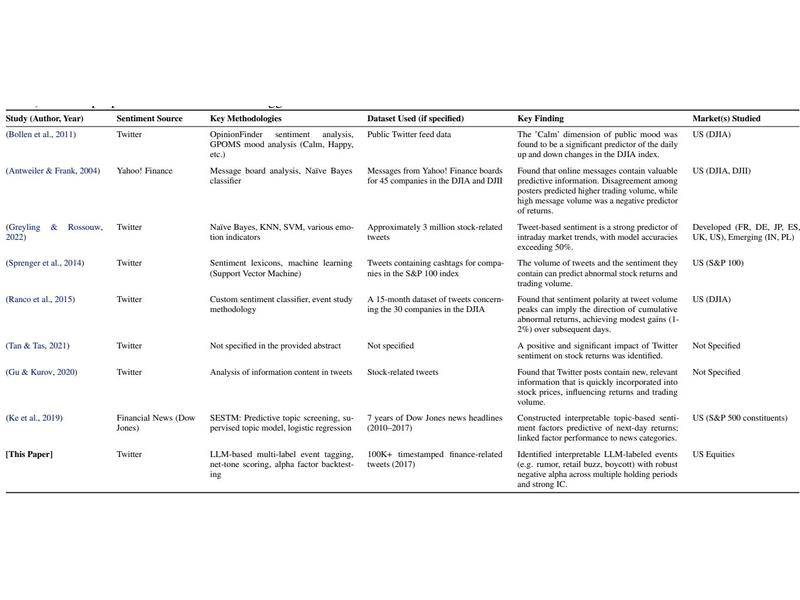 Study (Author, Year) Sentiment Source Key Methodologies Dataset Used (if specified) Key Finding Market(s) Studied
(Bollen et al., 2011) Twitter OpinionFinder sentiment analysis, Public Twitter feed data The 'Calm' dimension of public mood was US (DJIA)
GPOMS mood analysis (Calm, Happy, found to be a significant predictor of the daily
etc.) up and down changes in the DJIA index.
(Antweiler & Frank, 2004) Yahoo! Finance Message board analysis, Naïve Bayes Messages from Yahoo! Finance boards Found that online messages contain valuable US (DJIA, DJII)
classifier for 45 companies in the DJIA and DJII predictive information. Disagreement among
posters predicted higher trading volume, while
high message volume was a negative predictor
of returns.
(Greyling & Rossouw, Twitter Naïve Bayes, KNN, SVM, various emo- Approximately 3 million stock-related Tweet-based sentiment is a strong predictor of Developed (FR, DE, JP, ES,
2022) tion indicators tweets intraday market trends, with model accuracies UK, US), Emerging (IN, PL)
exceeding 50%.
(Sprenger et al., 2014) Twitter Sentiment lexicons, machine learning Tweets containing cashtags for compa- The volume of tweets and the sentiment they US (S&P 100)
(Support Vector Machine) nies in the S&P 100 index contain can predict abnormal stock returns and
trading volume.
(Ranco et al., 2015) Twitter Custom sentiment classifier, event study A 15-month dataset of tweets concern- Found that sentiment polarity at tweet volume US (DJIA)
methodology ing the 30 companies in the DJIA peaks can imply the direction of cumulative
abnormal returns, achieving modest gains (1-
2%) over subsequent days.
(Tan & Tas, 2021) Twitter Not specified in the provided abstract Not specified A positive and significant impact of Twitter Not Specified
sentiment on stock returns was identified.
(Gu & Kurov, 2020) Twitter Analysis of information content in tweets Stock-related tweets Found that Twitter posts contain new, relevant Not Specified
information that is quickly incorporated into
stock prices, influencing returns and trading
volume.
(Ke et al., 2019) Financial News (Dow SESTM: Predictive topic screening, su- 7 years of Dow Jones news headlines Constructed interpretable topic-based senti- US (S&P 500 constituents)
Jones) pervised topic model, logistic regression (2010–2017) ment factors predictive of next-day returns;
linked factor performance to news categories.
[This Paper] Twitter LLM-based multi-label event tagging, 100K+ timestamped finance-related Identified interpretable LLM-labeled events US Equities
net-tone scoring, alpha factor backtest- tweets (2017) (e.g. rumor, retail buzz, boycott) with robust
ing negative alpha across multiple holding periods
and strong IC.